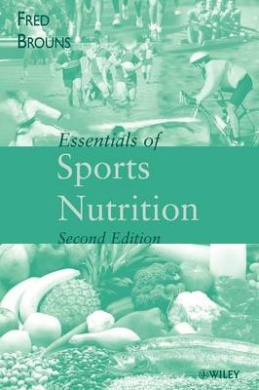 FRED
BROUNS
Essentials of
Sports
Nutrition
Second Edition
WILEY